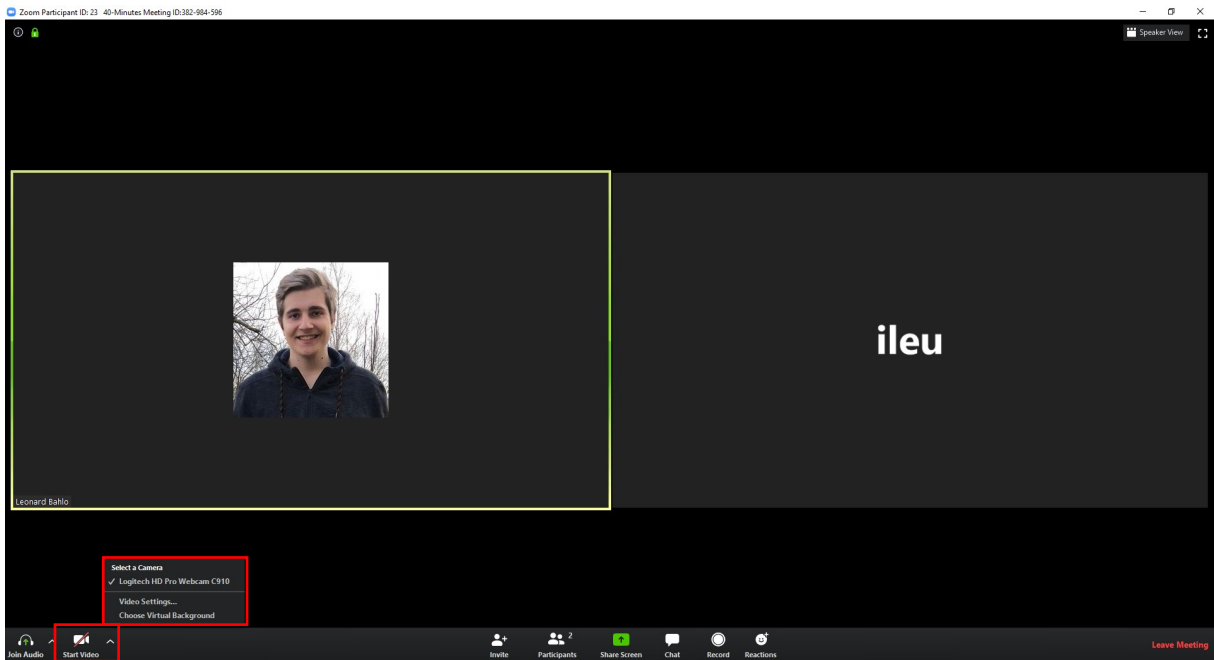 Zoom Participant ID: 23 40-Minutes Meeting ID:382-984-596
Speaker View
ileu
Leonard Bahlo
Select a Camera
✓ Logitech HD Pro Webcam C910
Video Settings...
Choose Virtual Background
Join Audio
Start Video
Invite
Participants 2
Share Screen
Chat
Record
Reactions
Leave Meeting